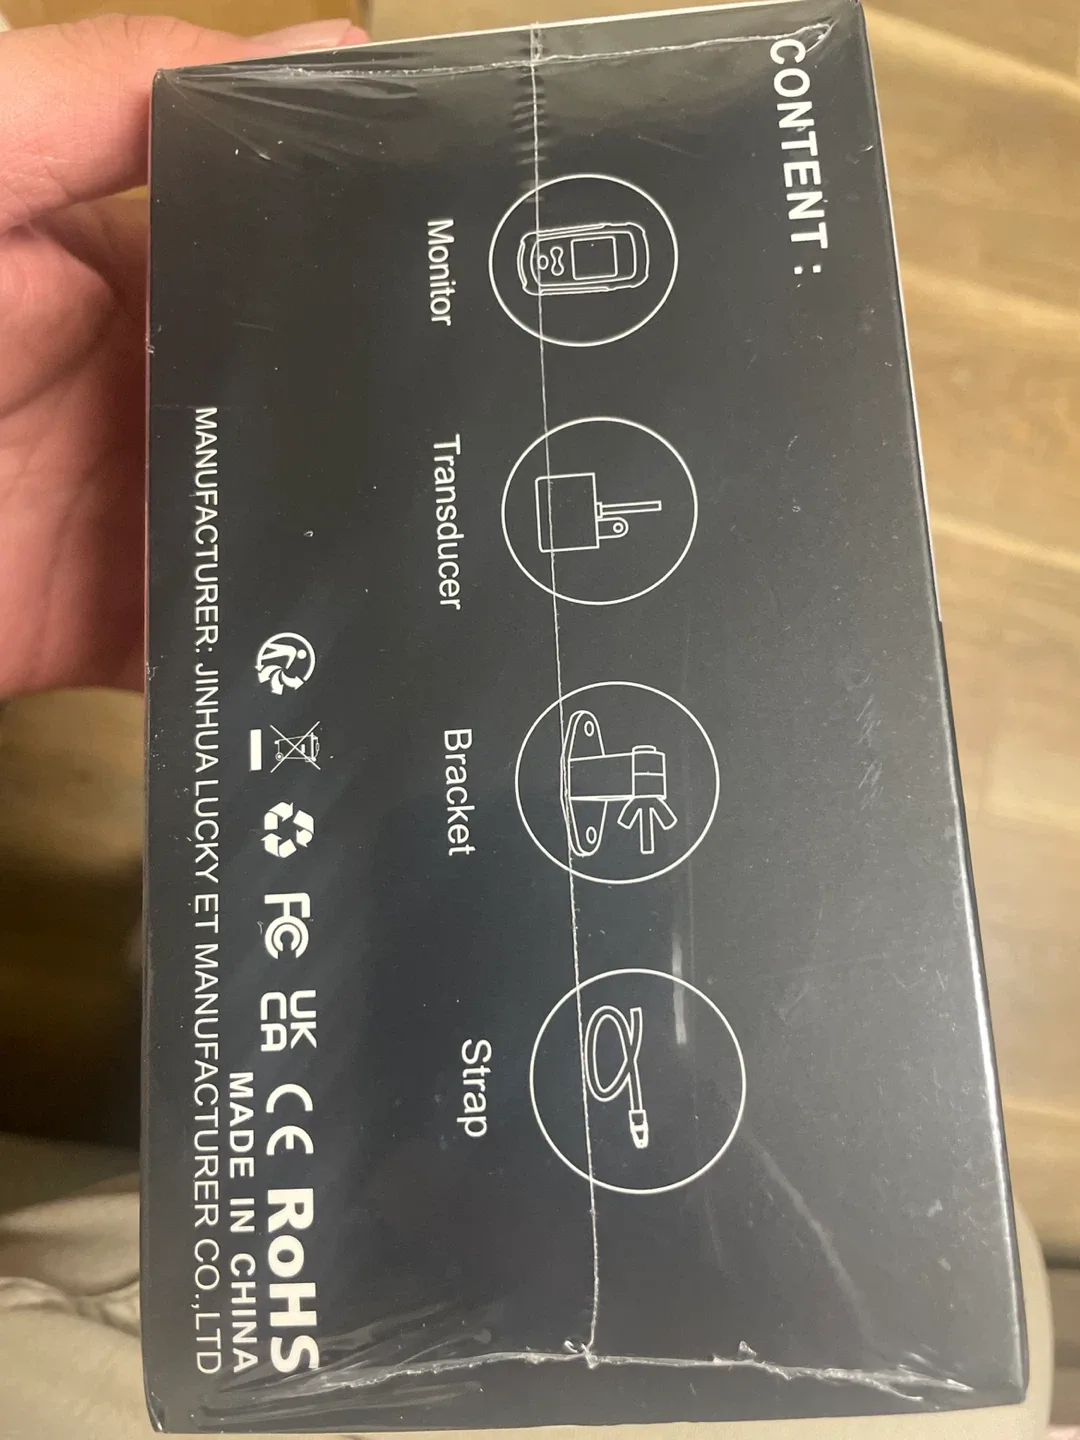 CONTENT :
Monitor
Transducer
Bracket
Strap
FC
UK
CA
CE
RoHS
MADE IN CHINA
MANUFACTURER: JINHUA LUCKY ET MANUFACTURER CO.,LTD